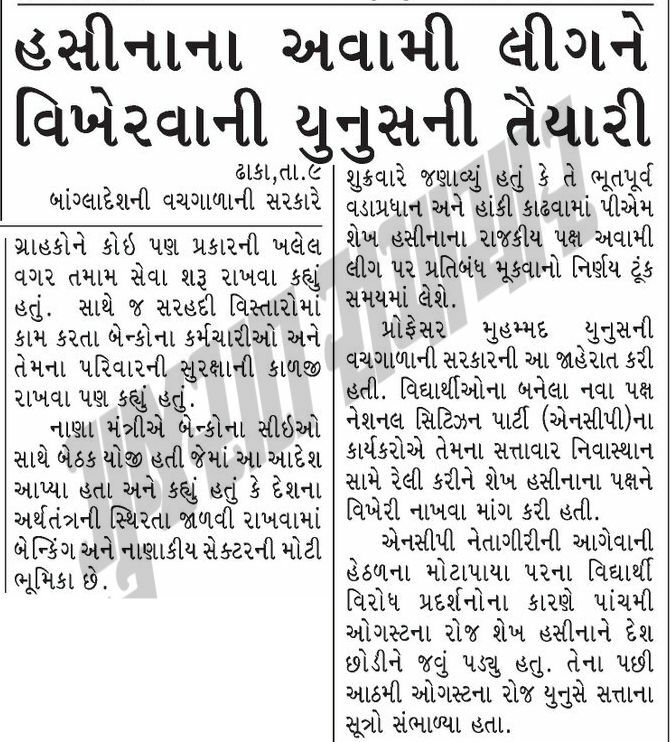 હસીનાના અવામી લીગને
વિખેરવાની યુનુસની તૈયારી
ઢાકા,તા.૯
બાંગ્લાદેશની વચગાળાની સરકારે
શુક્રવારે જણાવ્યું હતું કે તે ભૂતપૂર્વ
વડાપ્રધાન અને હાંકી કાઢવામાં પીએમ
શેખ હસીનાના રાજકીય પક્ષ અવામી
લીગ પર પ્રતિબંધ મૂકવાનો નિર્ણય ટૂંક
સમયમાં લેશે.
પ્રોફેસર મુહમ્મદ યુનુસની
વચગાળાની સરકારની આ જાહેરાત કરી
હતી. વિદ્યાર્થીઓના બનેલા નવા પક્ષ
નેશનલ સિટિઝન પાર્ટી (એનસીપી)ના
કાર્યકરોએ તેમના સત્તાવાર નિવાસ્થાન
સામે રેલી કરીને શેખ હસીનાના પક્ષને
વિખેરી નાખવા માંગ કરી હતી.
એનસીપી નેતાગીરીની આગેવાની
હેઠળના મોટાપાયા પરના વિદ્યાર્થી
વિરોધ પ્રદર્શનોના કારણે પાંચમી
ઓગસ્ટના રોજ શેખ હસીનાને દેશ
છોડીને જવું પડ્યુ હતુ. તેના પછી
આઠમી ઓગસ્ટના રોજ યુનુસે સત્તાના
સૂત્રો સંભાળ્યા હતા.
ગ્રાહકોને કોઇ પણ પ્રકારની ખલેલ
વગર તમામ સેવા શરૂ રાખવા કહ્યું
હતું. સાથે જ સરહદી વિસ્તારોમાં
કામ કરતા બેન્કોના કર્મચારીઓ અને
તેમના પરિવારની સુરક્ષાની કાળજી
રાખવા પણ કહ્યું હતું.
નાણા મંત્રીએ બેન્કોના સીઇઓ
સાથે બેઠક યોજી હતી જેમાં આ આદેશ
આપ્યા હતા અને કહ્યું હતું કે દેશના
અર્થતંત્રની સ્થિરતા જાળવી રાખવામાં
બેન્કિંગ અને નાણાકીય સેક્ટરની મોટી
ભૂમિકા છે.